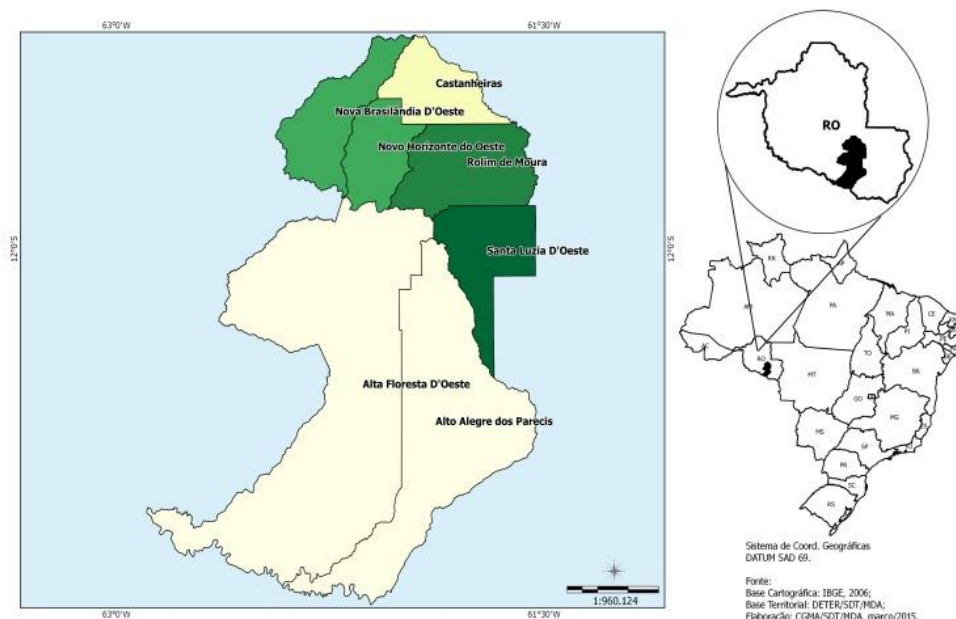 63°0'W
61°30'W
Castanheiras
Nova Brasilândia D'Oeste
Novo Horizonte do Oeste
Rolim de Moura
12°0'S
Santa Luzia D'Oeste
12°0'S
Alta Floresta D'Oeste
Alto Alegre dos Parecis
1:960.124
63°0'W
61°30'W
RO
RR
AP
AM
PA
MA
CE
PI
AC
RO
TO
MT
BA
GO
MG
MS
SP
PR
SC
RS
Sistema de Coord. Geográficas
DATUM SAD 69.
Fonte:
Base Cartográfica: IBGE, 2006;
Base Territorial: DETER/SDT/MDA;
Elaboração: CGMA/SDT/MDA, março/2015.